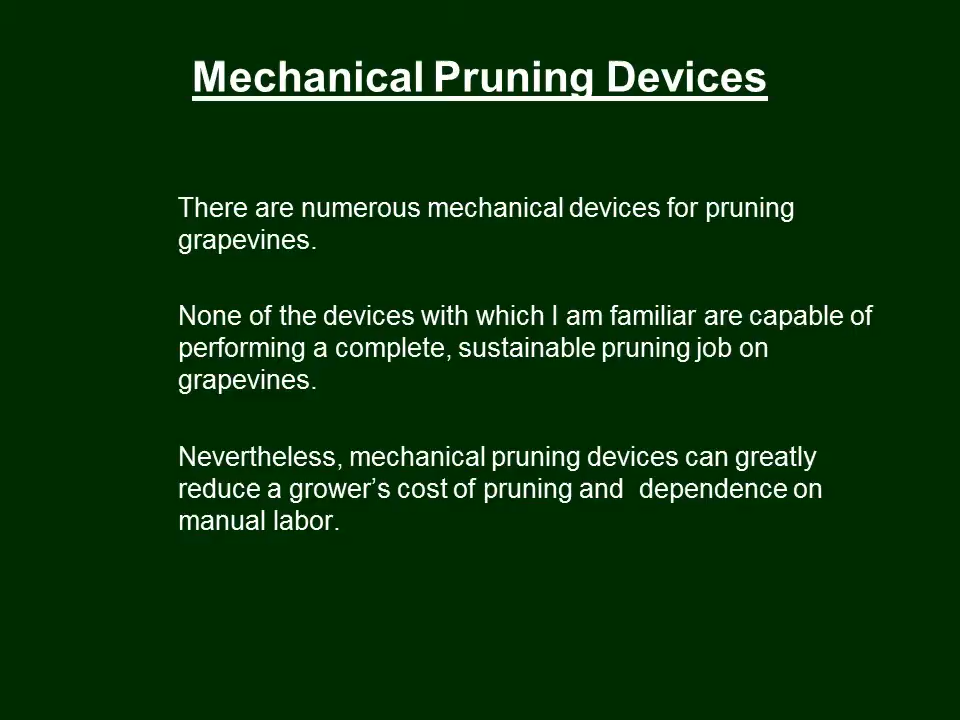 Mechanical Pruning Devices
There are numerous mechanical devices for pruning
grapevines.
None of the devices with which I am familiar are capable of
performing a complete, sustainable pruning job on
grapevines.
Nevertheless, mechanical pruning devices can greatly
reduce a grower’s cost of pruning and  dependence on
manual labor.